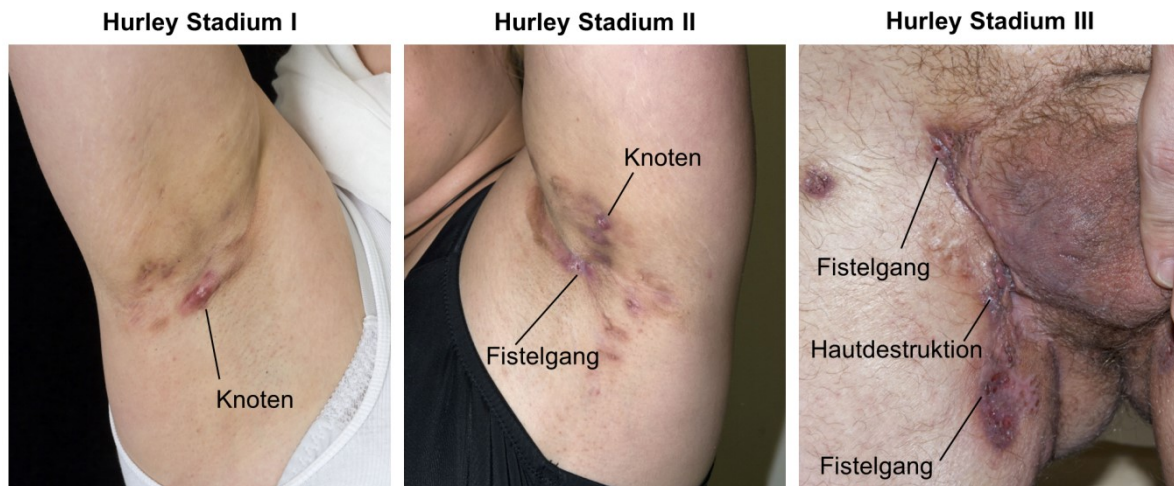 Hurley Stadium I
Hurley Stadium II
Hurley Stadium III
Knoten
Knoten
Fistelgang
Fistelgang
Hautdestruktion
Fistelgang